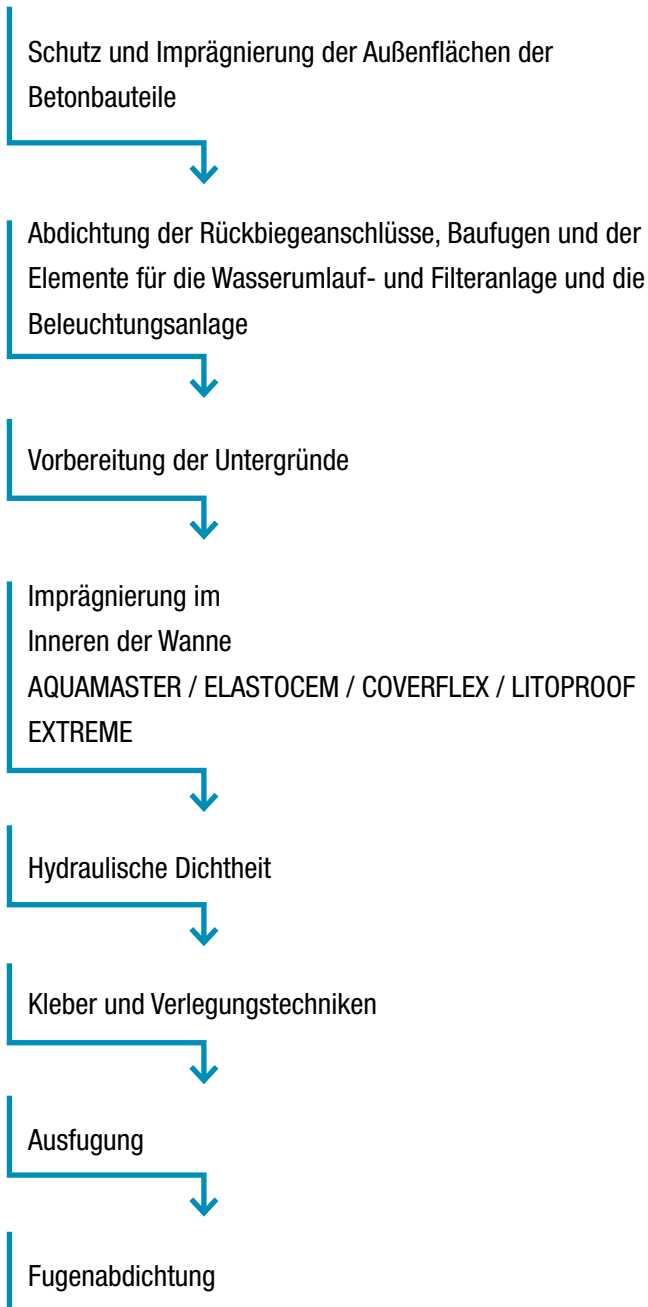 Schutz und Imprägnierung der Außenflächen der
Betonbauteile
Abdichtung der Rückbiegeanschlüsse, Baufugen und der
Elemente für die Wasserumlauf- und Filteranlage und die
Beleuchtungsanlage
Vorbereitung der Untergründe
Imprägnierung im
Inneren der Wanne
AQUAMASTER / ELASTOCEM / COVERFLEX / LITOPROOF
EXTREME
Hydraulische Dichtheit
Kleber und Verlegungstechniken
Ausfugung
Fugenabdichtung